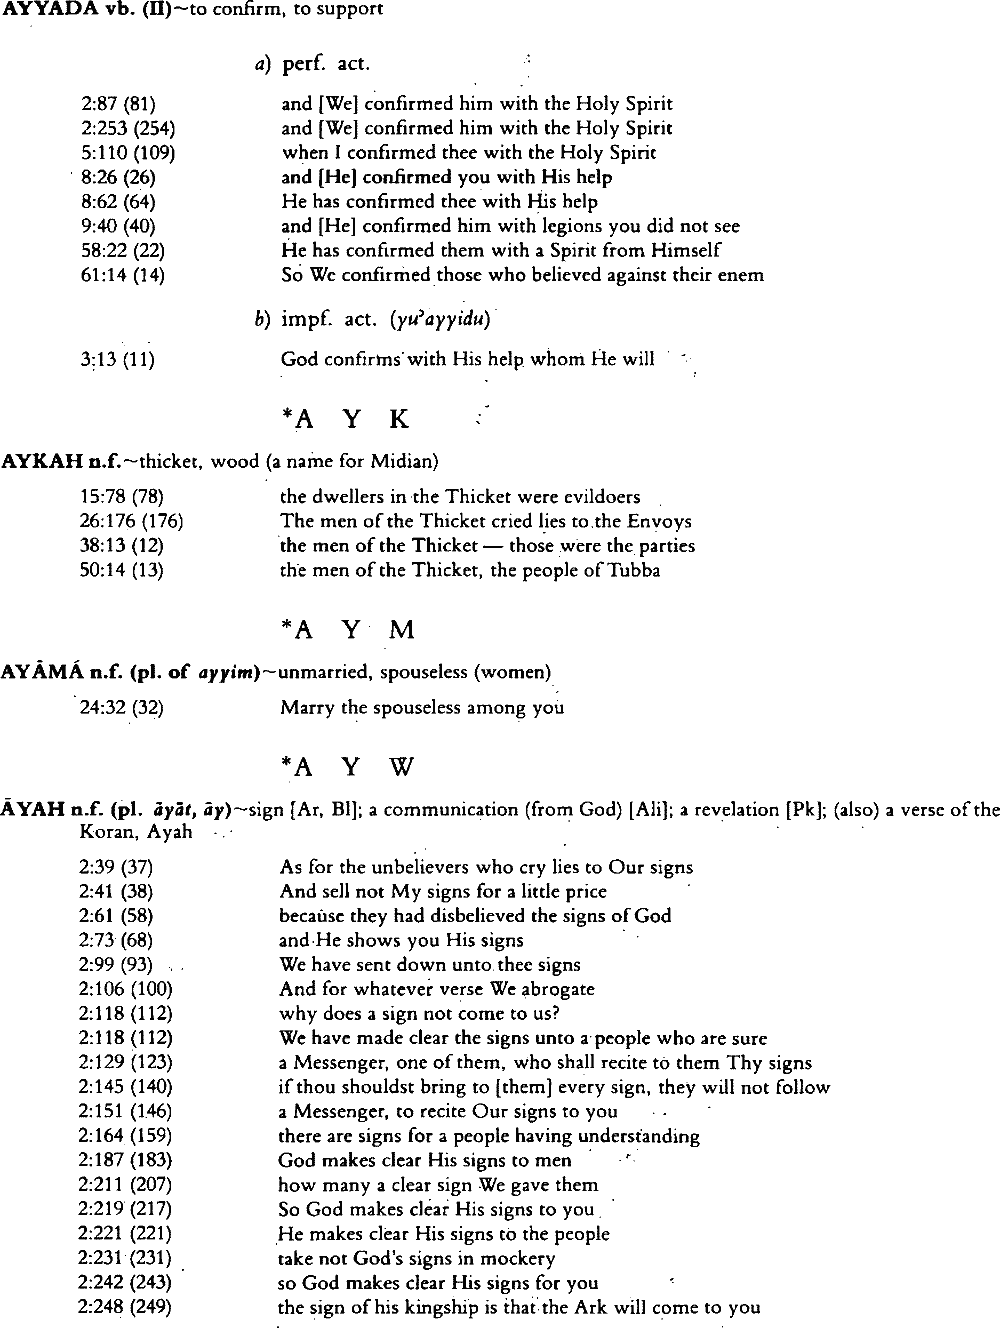 AYYADA vb. (II)~to confirm, to support
a) perf. act.
2:87 (81) and [We] confirmed him with the Holy Spirit
2:253 (254) and [We] confirmed him with the Holy Spirit
5:110 (109) when I confirmed thee with the Holy Spirit
8:26 (26) and [He] confirmed you with His help
8:62 (64) He has confirmed thee with His help
9:40 (40) and [He] confirmed him with legions you did not see
58:22 (22) He has confirmed them with a Spirit from Himself
61:14 (14) So We confirmed those who believed against their enem
b) impf. act. (yuʾayyidu)
3:13 (11) God confirms with His help whom He will
*A Y K
AYKAH n.f.~thicket, wood (a name for Midian)
15:78 (78) the dwellers in the Thicket were evildoers
26:176 (176) The men of the Thicket cried lies to the Envoys
38:13 (12) the men of the Thicket — those were the parties
50:14 (13) the men of the Thicket, the people of Tubba
*A Y M
AYÂMÁ n.f. (pl. of ayyim)~unmarried, spouseless (women)
24:32 (32) Marry the spouseless among you
*A Y W
ĀYAH n.f. (pl. āyāt, āy)~sign [Ar, Bl]; a communication (from God) [Ali]; a revelation [Pk]; (also) a verse of the
Koran, Ayah
2:39 (37) As for the unbelievers who cry lies to Our signs
2:41 (38) And sell not My signs for a little price
2:61 (58) because they had disbelieved the signs of God
2:73 (68) and He shows you His signs
2:99 (93) We have sent down unto thee signs
2:106 (100) And for whatever verse We abrogate
2:118 (112) why does a sign not come to us?
2:118 (112) We have made clear the signs unto a people who are sure
2:129 (123) a Messenger, one of them, who shall recite to them Thy signs
2:145 (140) if thou shouldst bring to [them] every sign, they will not follow
2:151 (146) a Messenger, to recite Our signs to you
2:164 (159) there are signs for a people having understanding
2:187 (183) God makes clear His signs to men
2:211 (207) how many a clear sign We gave them
2:219 (217) So God makes clear His signs to you
2:221 (221) He makes clear His signs to the people
2:231 (231) take not God's signs in mockery
2:242 (243) so God makes clear His signs for you
2:248 (249) the sign of his kingship is that the Ark will come to you